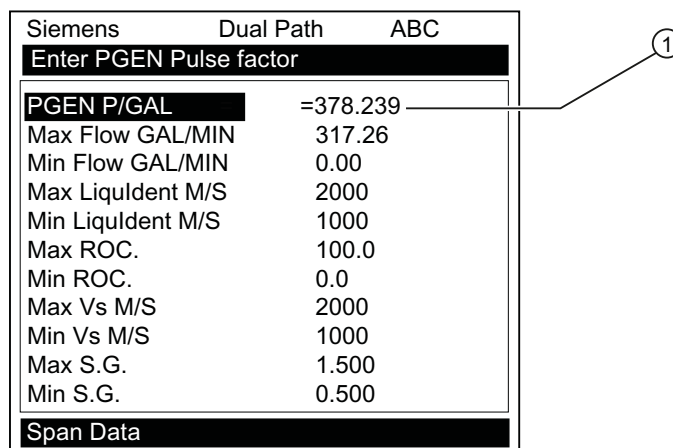 Siemens Dual Path ABC
Enter PGEN Pulse factor
PGEN P/GAL =378.239
Max Flow GAL/MIN 317.26
Min Flow GAL/MIN 0.00
Max LiquIdent M/S 2000
Min LiquIdent M/S 1000
Max ROC. 100.0
Min ROC. 0.0
Max Vs M/S 2000
Min Vs M/S 1000
Max S.G. 1.500
Min S.G. 0.500
Span Data
1